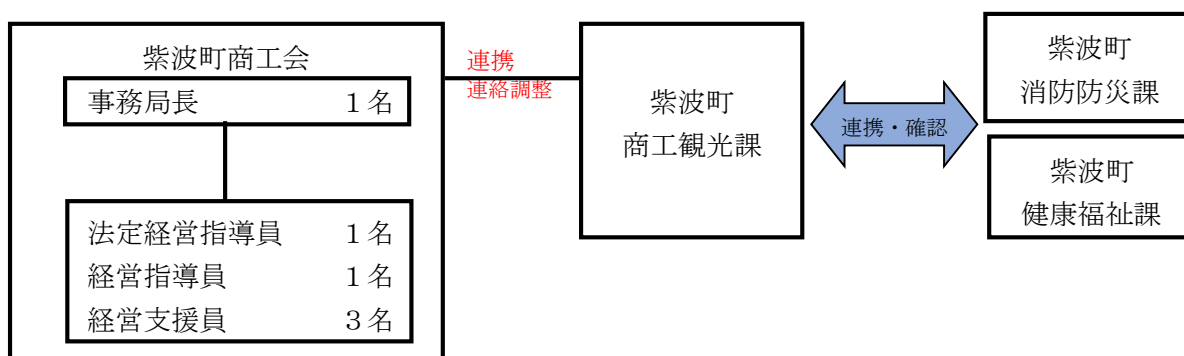 紫波町商工会
事務局長　　　１名
法定経営指導員　　１名
経営指導員　　　　１名
経営支援員　　　　３名
連携
連絡調整
紫波町
商工観光課
連携・確認
紫波町
消防防災課
紫波町
健康福祉課